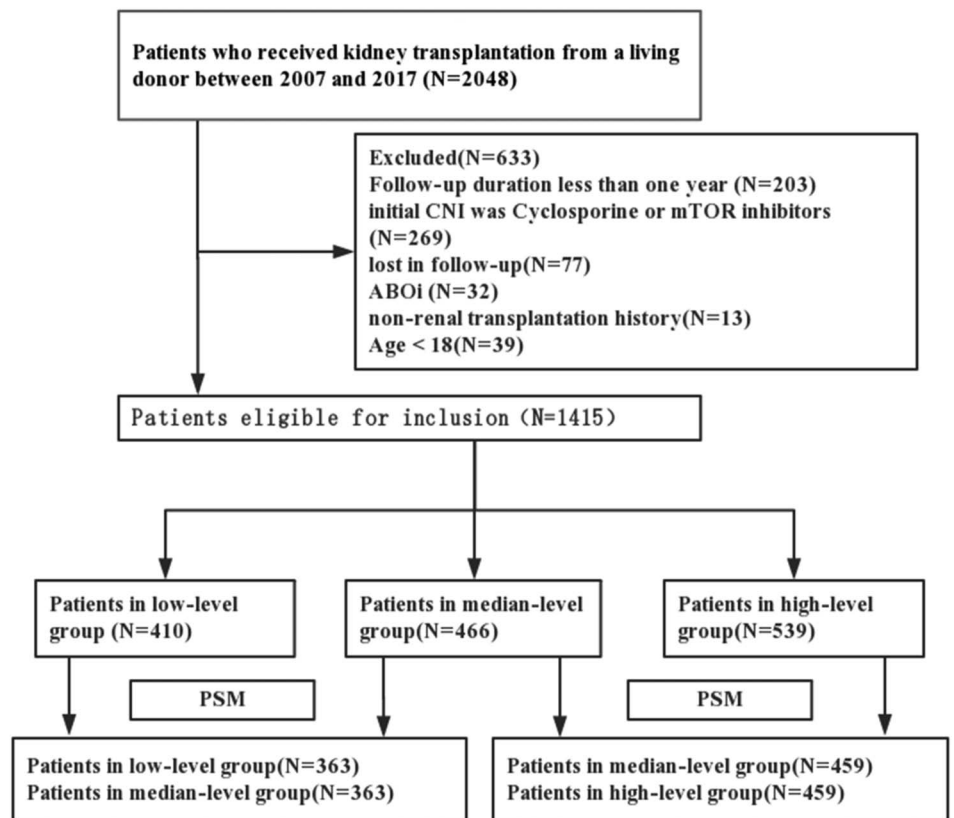 Patients who received kidney transplantation from a living
donor between 2007 and 2017 (N=2048)
Excluded(N=633)
Follow-up duration less than one year (N=203)
initial CNI was Cyclosporine or mTOR inhibitors
(N=269)
lost in follow-up(N=77)
ABOi (N=32)
non-renal transplantation history(N=13)
Age < 18(N=39)
Patients eligible for inclusion (N=1415)
Patients in low-level
group (N=410)
Patients in median-level
group(N=466)
Patients in high-level
group(N=539)
PSM
PSM
Patients in low-level group(N=363)
Patients in median-level group(N=363)
Patients in median-level group(N=459)
Patients in high-level group(N=459)